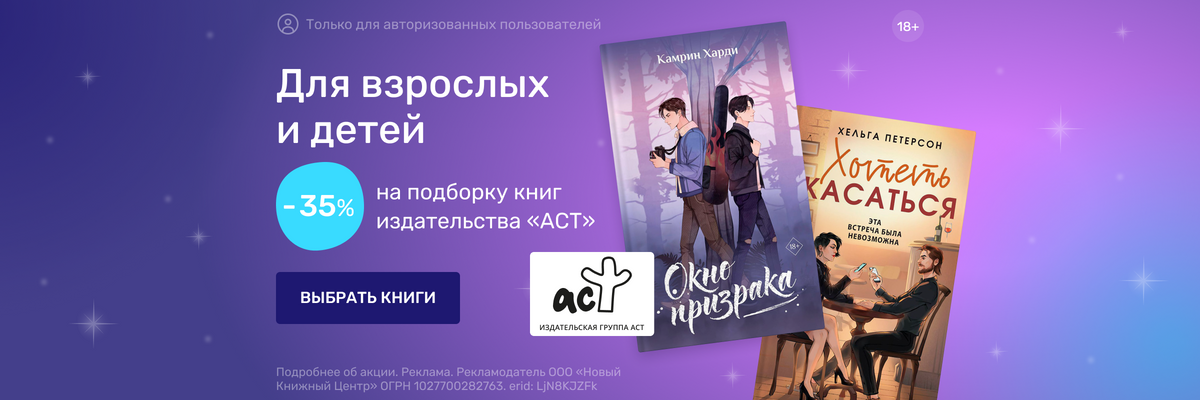 Только для авторизованных пользователей
18+
Для взрослых
и детей
-35%
на подборку книг
издательства «АСТ»
ВЫБРАТЬ КНИГИ
аст
ИЗДАТЕЛЬСКАЯ ГРУППА АСТ
Камрин Харди
18+
Окно
призрака
ХЕЛЬГА ПЕТЕРСОН
Хотеть
КАСАТЬСЯ
ЭТА
ВСТРЕЧА БЫЛА
НЕВОЗМОЖНА
Подробнее об акции. Реклама. Рекламодатель ООО «Новый
Книжный Центр» ОГРН 1027700282763. erid: LjN8KJZFk